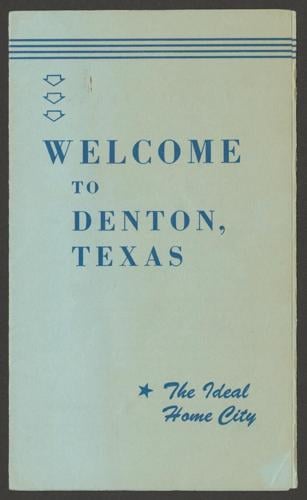 WELCOME
TO
DENTON,
TEXAS
The Ideal
Home City